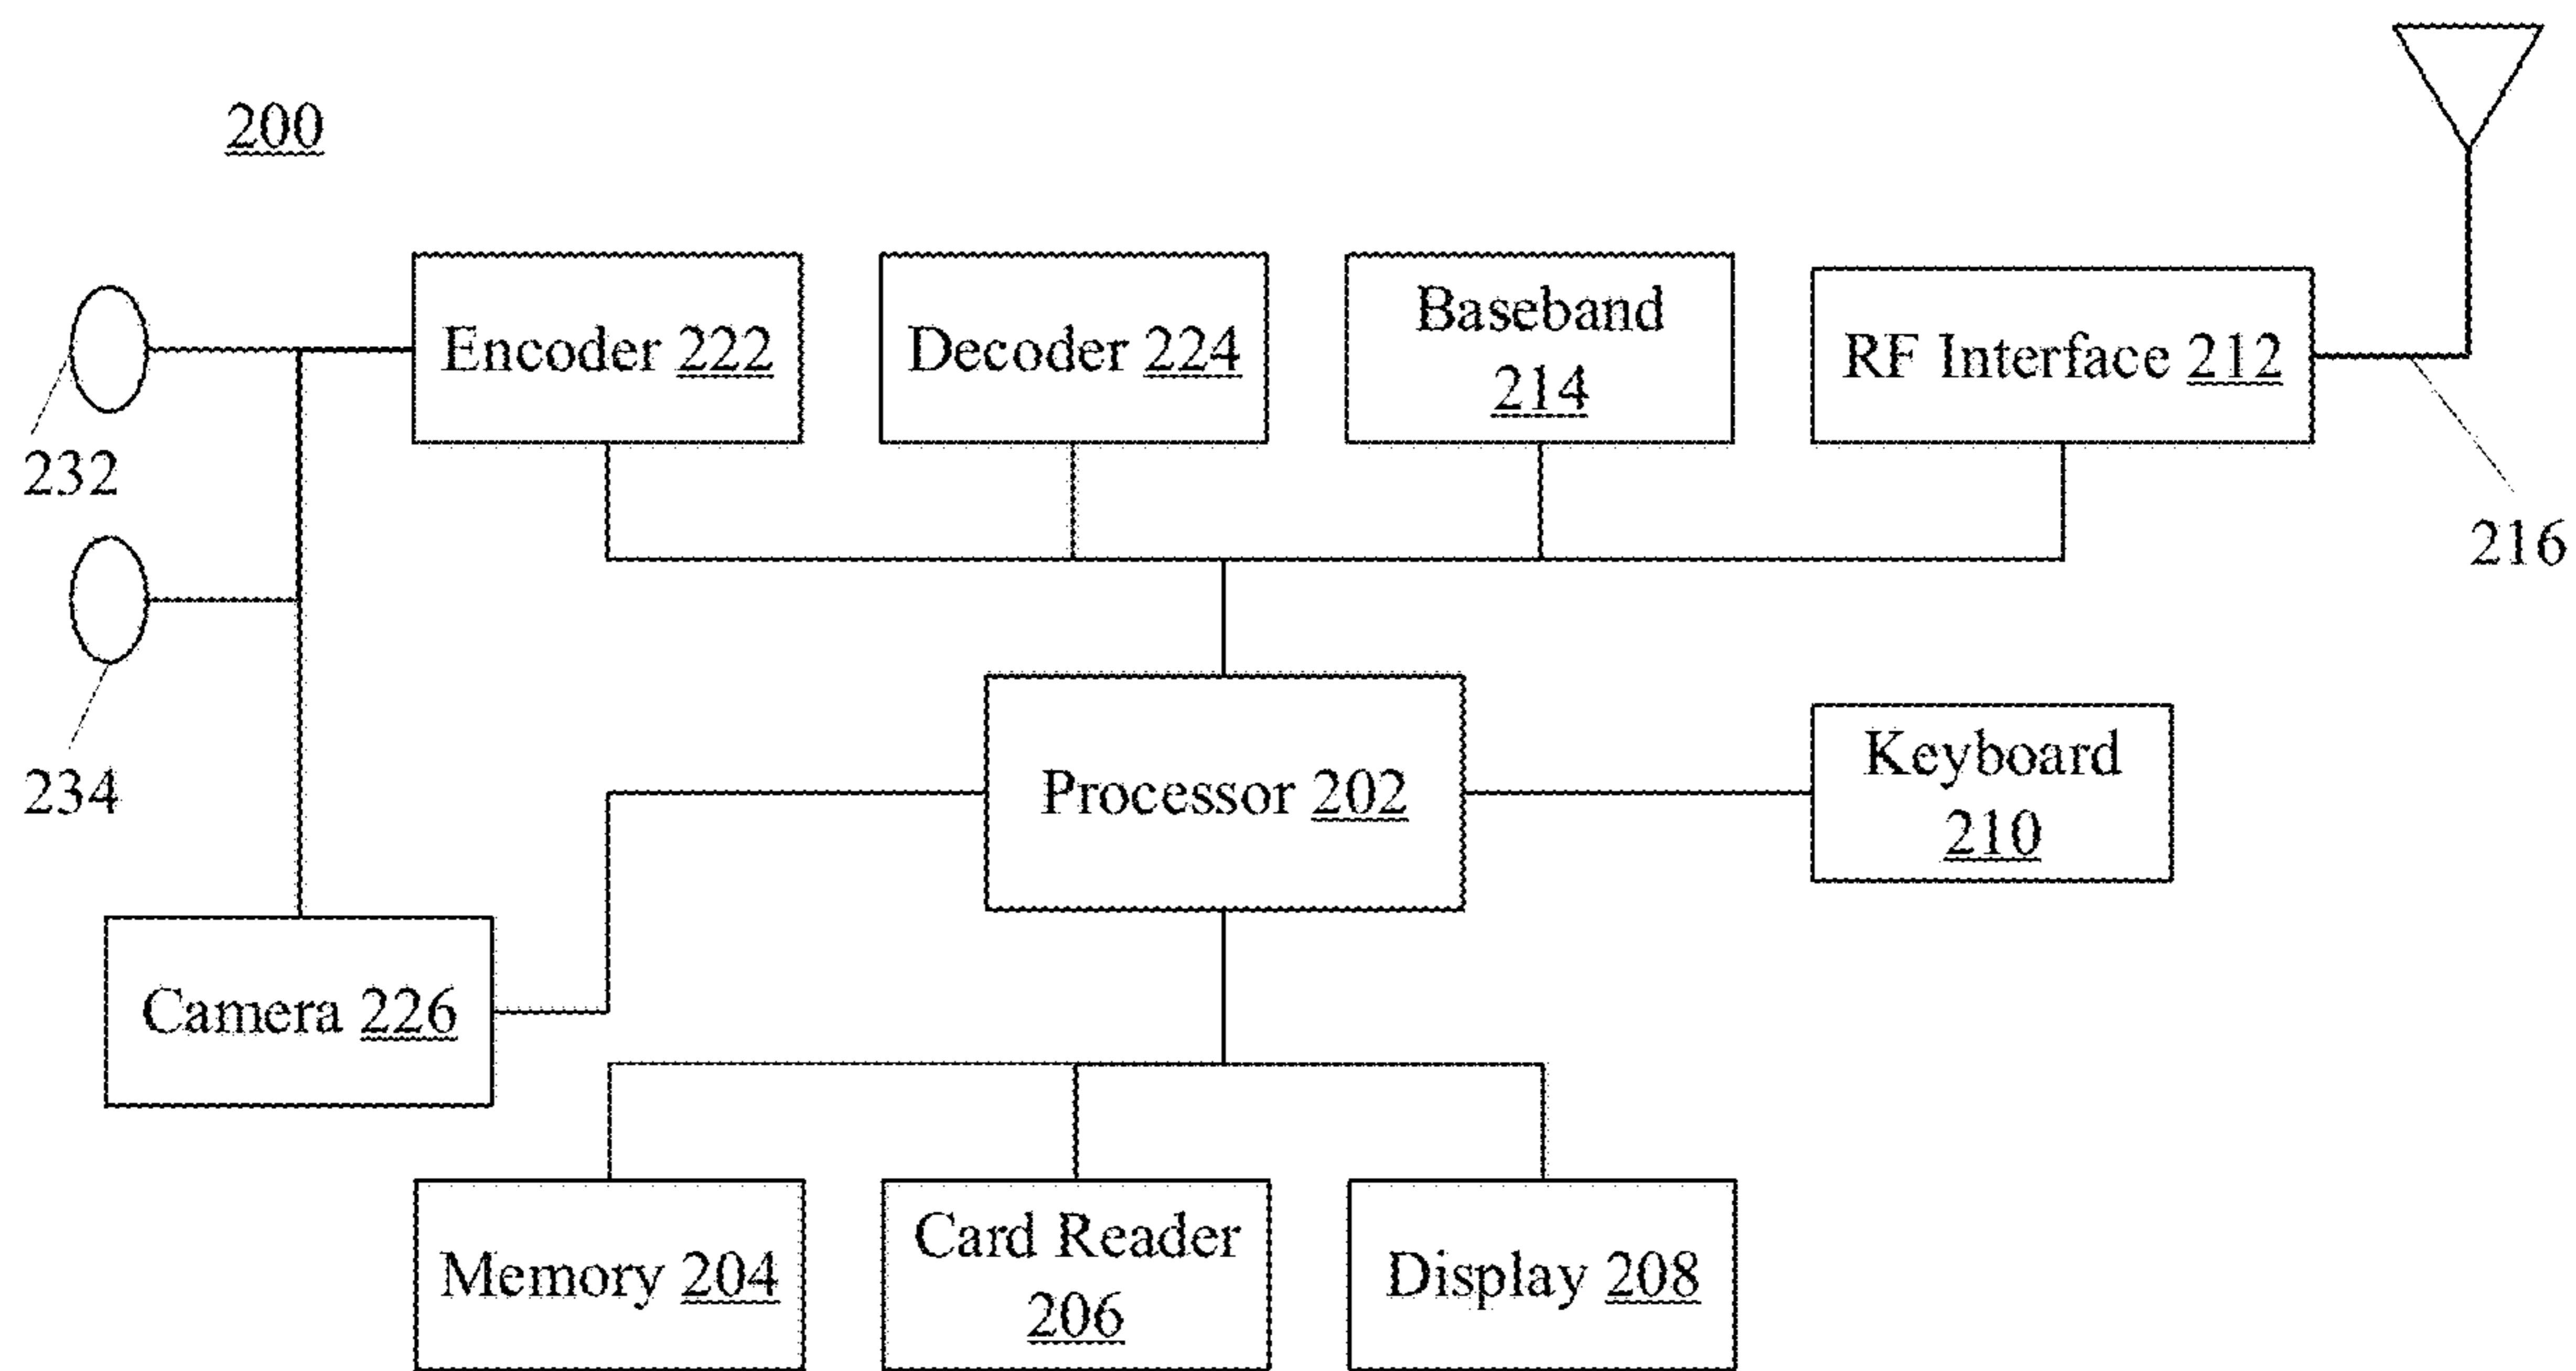 200
Encoder 222
Decoder 224
Baseband
214
RF Interface 212
232
216
234
Processor 202
Keyboard
210
Camera 226
Memory 204
Card Reader
206
Display 208